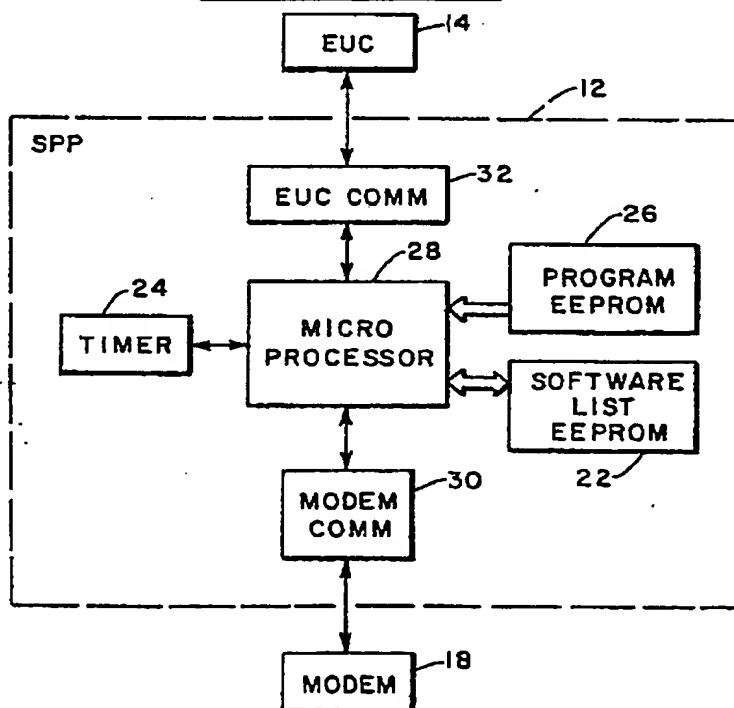 EUC
14
12
SPP
EUC COMM
32
26
28
PROGRAM
EEPROM
24
MICRO
PROCESSOR
TIMER
SOFTWARE
LIST
EEPROM
22
30
MODEM
COMM
18
MODEM